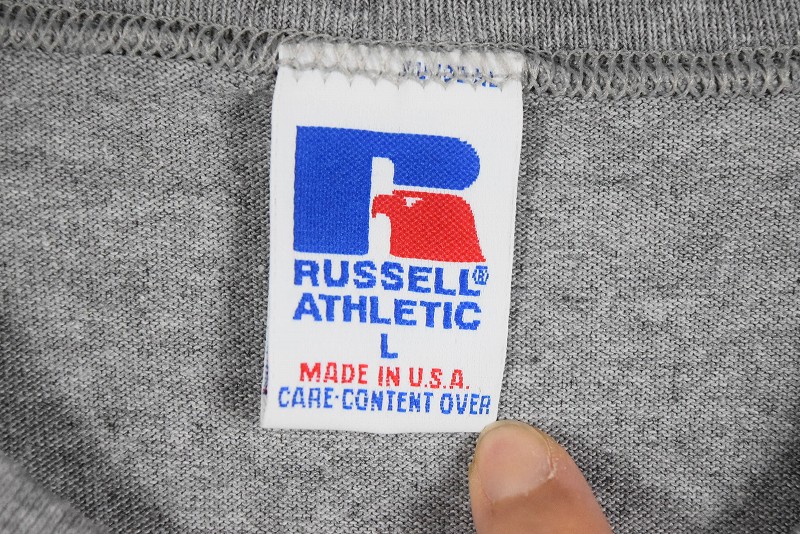 RUSSELL®
ATHLETIC
L
MADE IN U.S.A.
CARE·CONTENT OVER